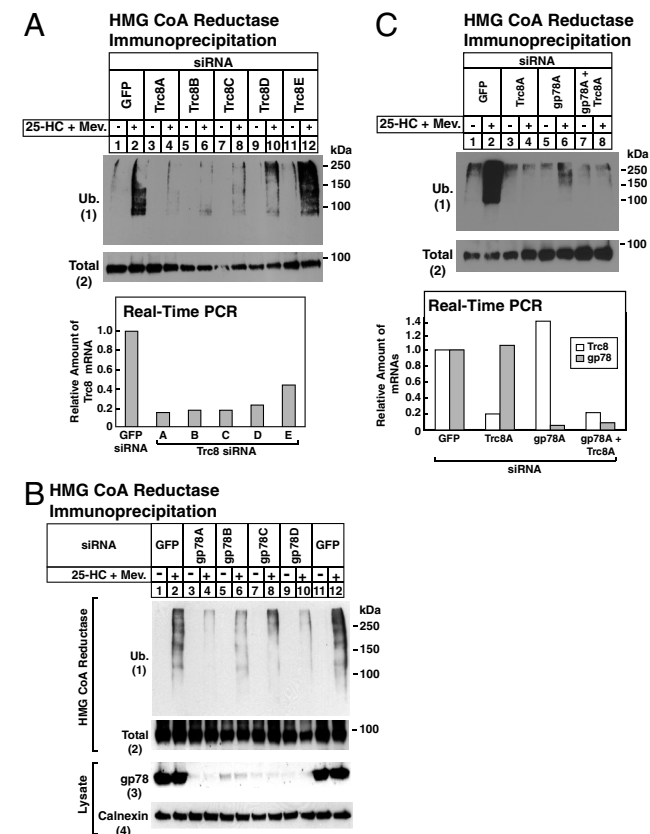 A
HMG CoA Reductase
Immunoprecipitation
siRNA
GFP Trc8A Trc8B Trc8C Trc8D Trc8E
25-HC + Mev. - + - + - + - + - + - +
1 2 3 4 5 6 7 8 9 10 11 12
kDa
Ub.
(1)
250
150
100
Total
(2)
100
Real-Time PCR
Relative Amount of
Trc8 mRNA
1.0
0.8
0.6
0.4
0.2
0
GFP
siRNA
A B C D E
Trc8 siRNA
C
HMG CoA Reductase
Immunoprecipitation
siRNA
GFP Trc8A gp78A gp78A +
Trc8A
25-HC + Mev. - + - + - + - +
1 2 3 4 5 6 7 8
kDa
Ub.
(1)
250
150
100
Total
(2)
100
Real-Time PCR
Relative Amount of
mRNAs
1.4
1.2
1.2
0.8
0.6
0.4
0.2
0
Trc8
gp78
GFP Trc8A gp78A gp78A +
Trc8A
siRNA
B
HMG CoA Reductase
Immunoprecipitation
siRNA GFP gp78A gp78B gp78C gp78D GFP
25-HC + Mev. - + - + - + - + - + - +
1 2 3 4 5 6 7 8 9 10 11 12
HMG CoA Reductase
kDa
Ub.
(1)
250
150
100
Total
(2)
100
Lysate
gp78
(3)
Calnexin
(4)